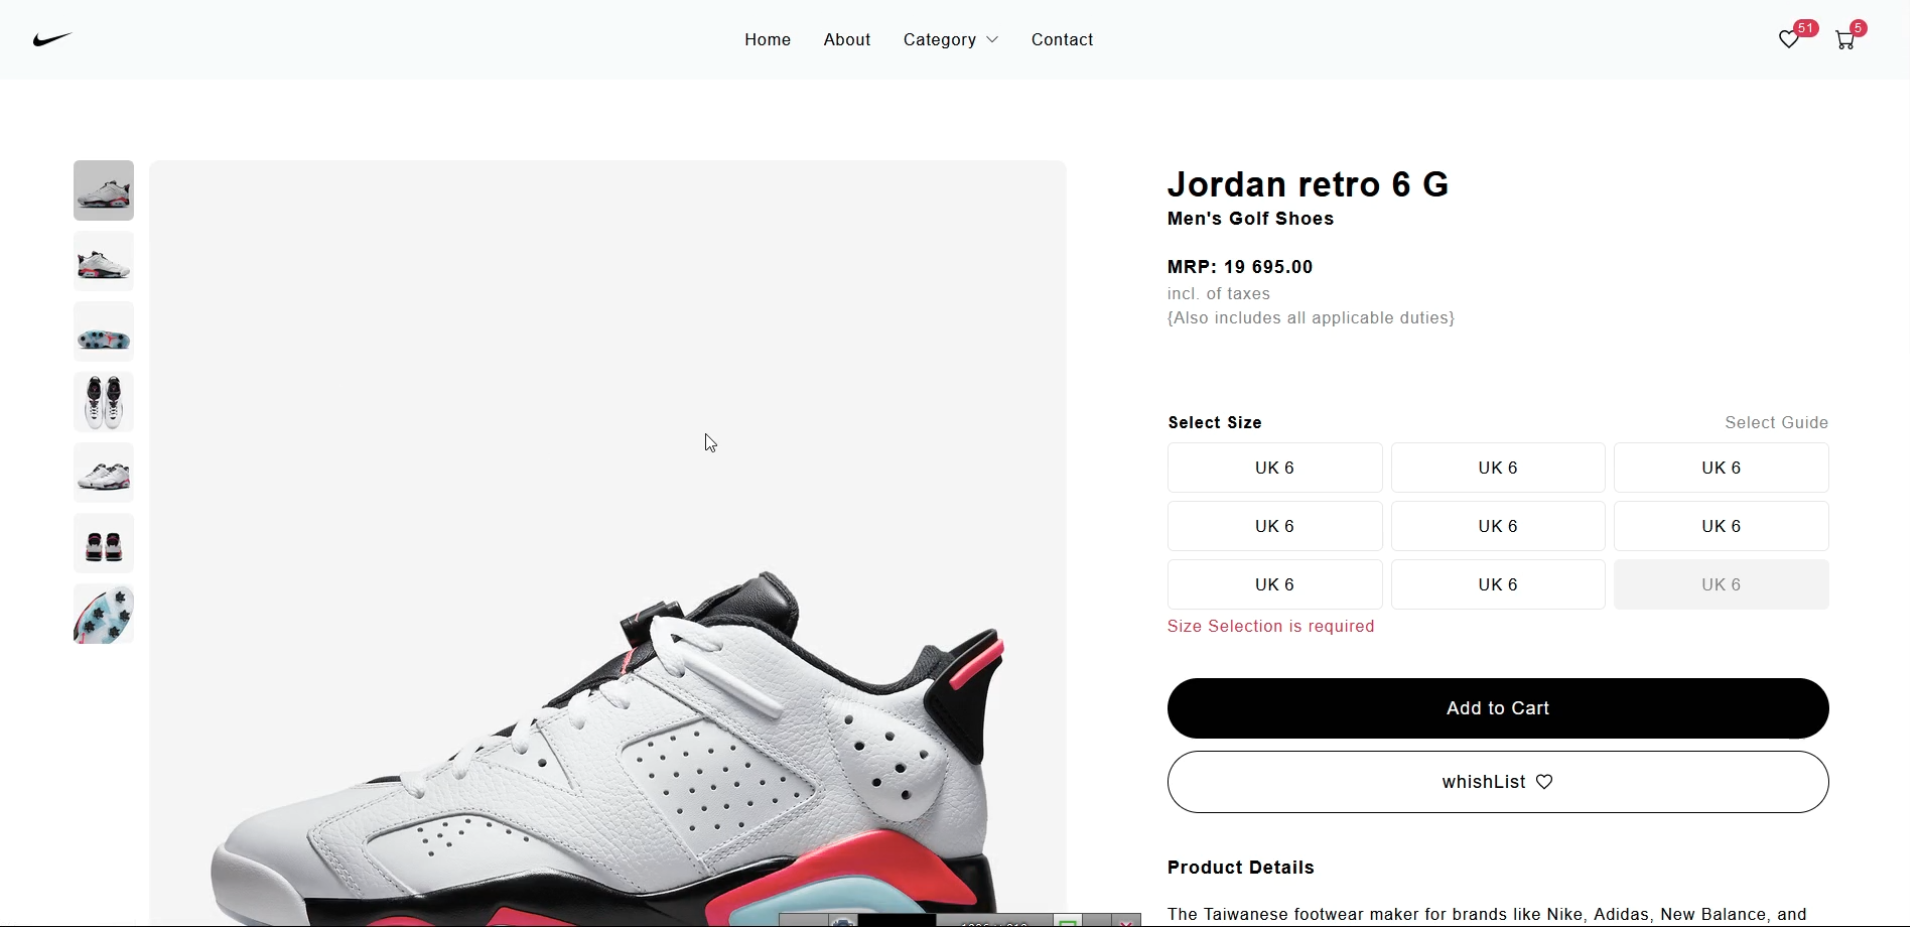 Home About Category Contact
51
5
Jordan retro 6 G
Men's Golf Shoes
MRP: 19 695.00
incl. of taxes
{Also includes all applicable duties}
Select Size Select Guide
UK 6 UK 6 UK 6
UK 6 UK 6 UK 6
UK 6 UK 6 UK 6
Size Selection is required
Add to Cart
whishList
Product Details
The Taiwanese footwear maker for brands like Nike, Adidas, New Balance, and